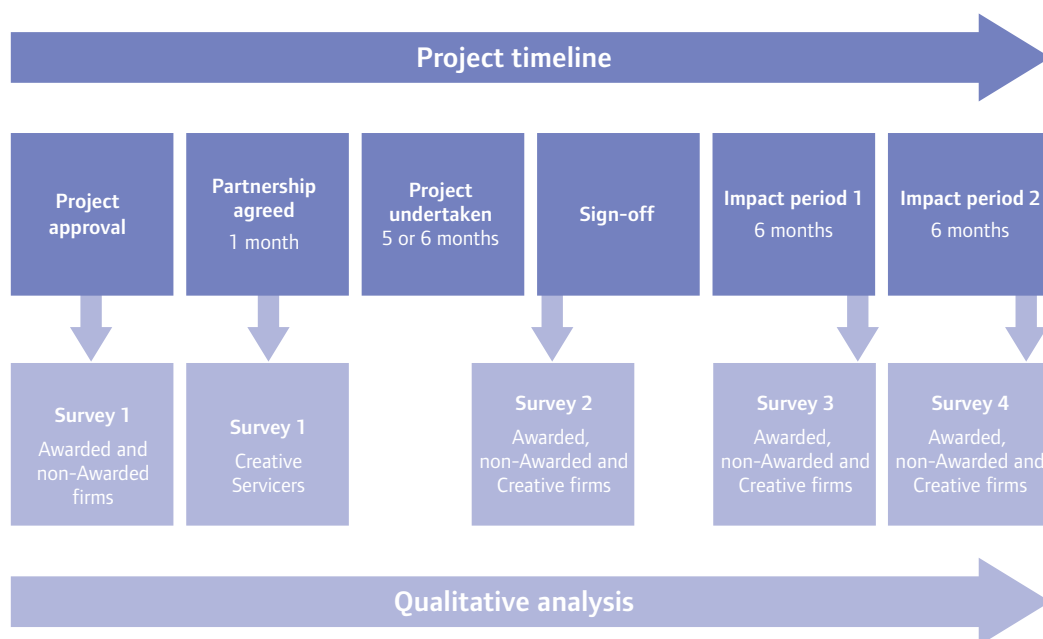 Project timeline
Project
approval
Partnership
agreed
1 month
Project
undertaken
5 or 6 months
Sign-off
Impact period 1
6 months
Impact period 2
6 months
Survey 1
Awarded and
non-Awarded
firms
Survey 1
Creative
Servicers
Survey 2
Awarded,
non-Awarded and
Creative firms
Survey 3
Awarded,
non-Awarded and
Creative firms
Survey 4
Awarded,
non-Awarded and
Creative firms
Qualitative analysis